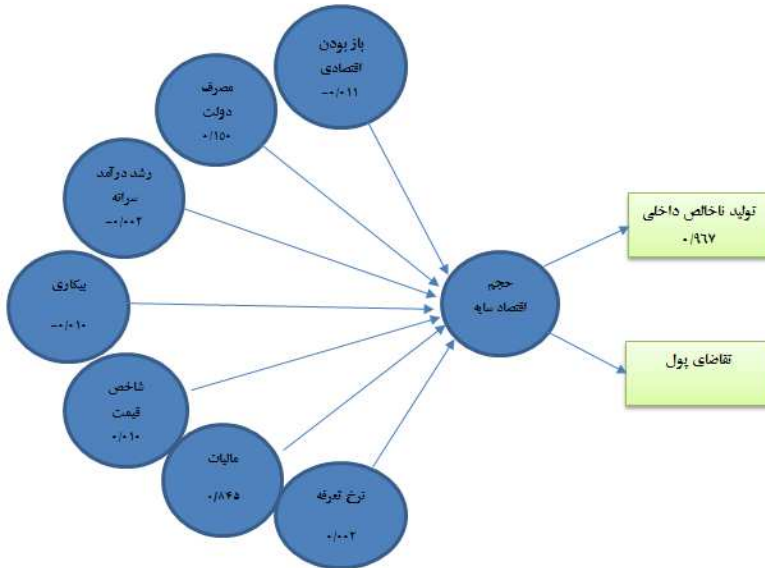 باز بودن
اقتصادی
-۰/۰۱۱
مصرف
دولت
۰/۱۵۰
رشد درآمد
سرانه
-۰/۰۰۲
بیکاری
-۰/۰۱۰
شاخص
قیمت
۰/۰۱۰
مالیات
۰/۸۴۵
نرخ تعرفه
۰/۰۰۲
حجم
اقتصاد سایه
تولید ناخالص داخلی
۰/۹۶۷
تقاضای پول